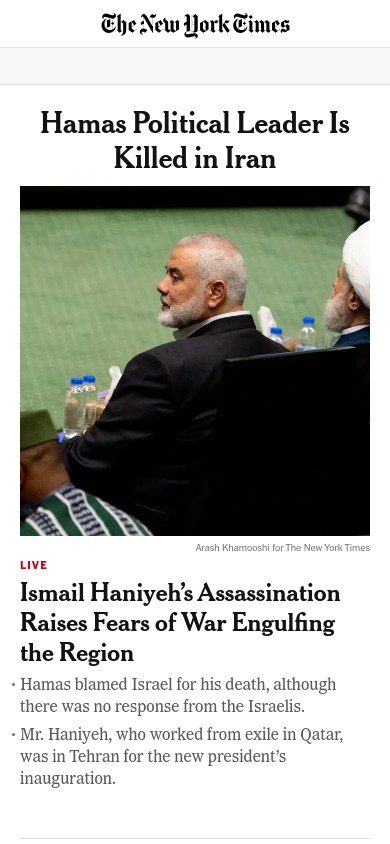 The New York Times
Hamas Political Leader Is
Killed in Iran
Arash Khamooshi for The New York Times
LIVE
Ismail Haniyeh's Assassination
Raises Fears of War Engulfing
the Region
· Hamas blamed Israel for his death, although
there was no response from the Israelis.
· Mr. Haniyeh, who worked from exile in Qatar,
was in Tehran for the new president's
inauguration.